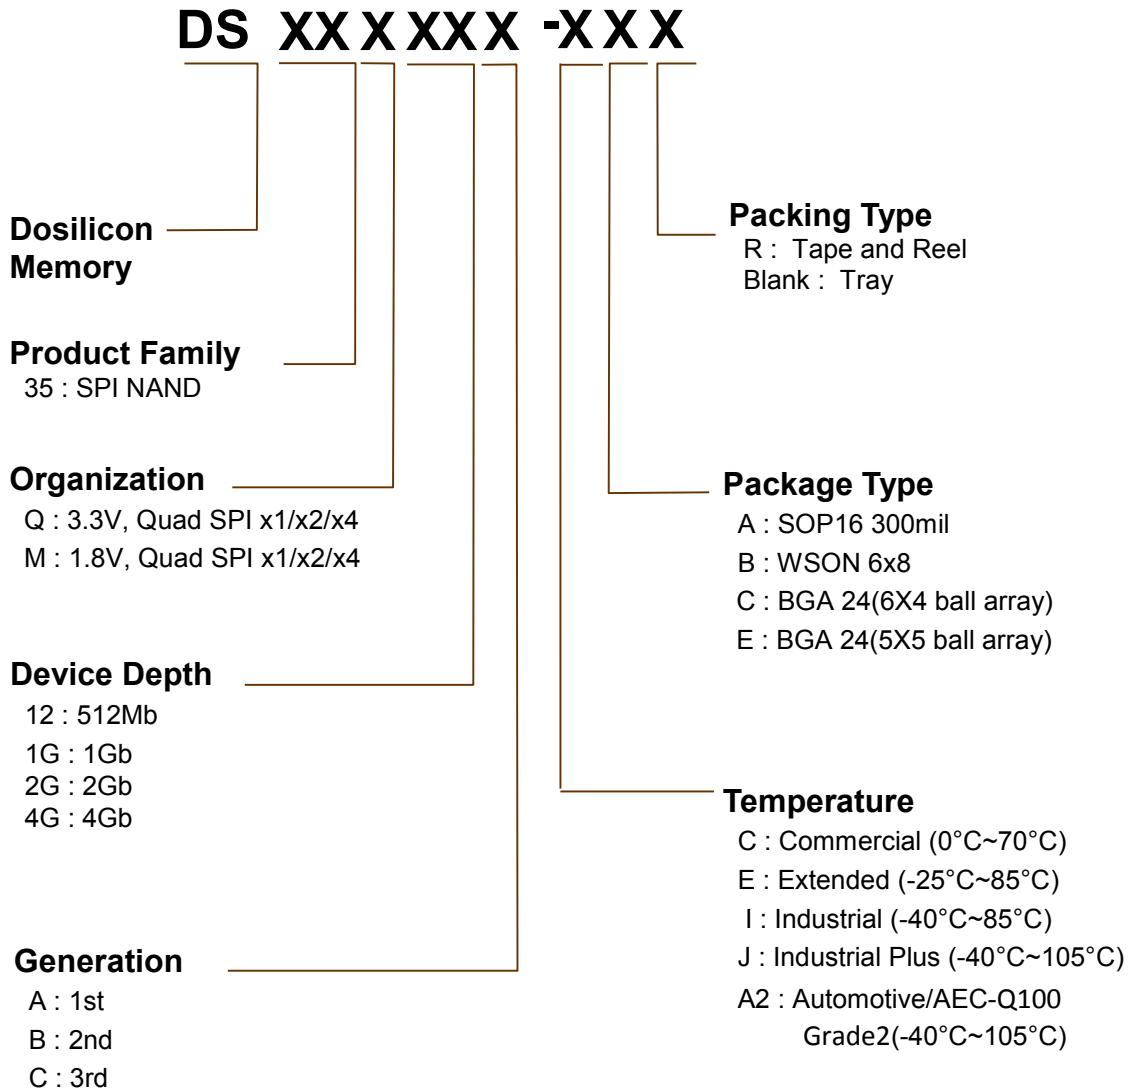 DS XX X XX X -X X X
Dosilicon
Memory
Product Family
35 : SPI NAND
Organization
Q : 3.3V, Quad SPI x1/x2/x4
M : 1.8V, Quad SPI x1/x2/x4
Device Depth
12 : 512Mb
1G : 1Gb
2G : 2Gb
4G : 4Gb
Generation
A : 1st
B : 2nd
C : 3rd
Packing Type
R : Tape and Reel
Blank : Tray
Package Type
A : SOP16 300mil
B : WSON 6x8
C : BGA 24(6X4 ball array)
E : BGA 24(5X5 ball array)
Temperature
C : Commercial (0°C~70°C)
E : Extended (-25°C~85°C)
I : Industrial (-40°C~85°C)
J : Industrial Plus (-40°C~105°C)
A2 : Automotive/AEC-Q100
Grade2(-40°C~105°C)